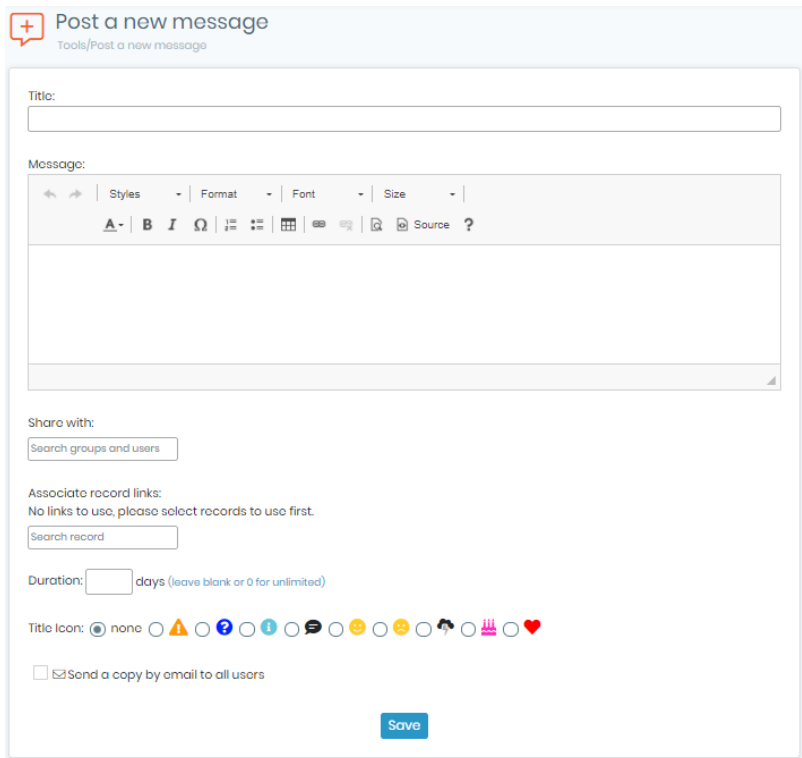 Post a new message
Tools/Post a new message
Title:
Message:
Styles Format Font Size
A B I Ω Source ?
Share with:
Search groups and users
Associate record links:
No links to use, please select records to use first.
Search record
Duration: days (leave blank or 0 for unlimited)
Title Icon: none
Send a copy by email to all users
Save